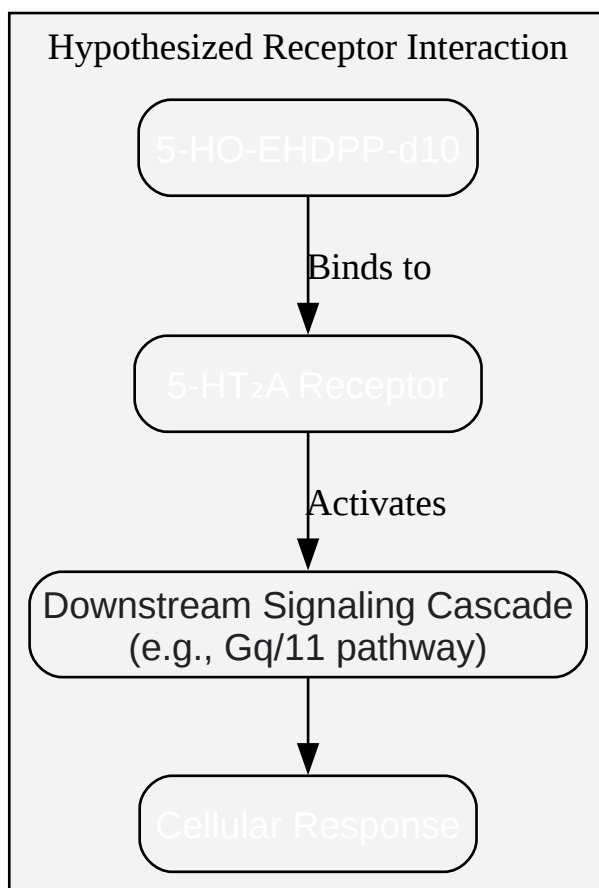 Hypothesized Receptor Interaction
5-HO-EHDPP-d10
Binds to
5-HT₂A Receptor
Activates
Downstream Signaling Cascade
(e.g., Gq/11 pathway)
Cellular Response